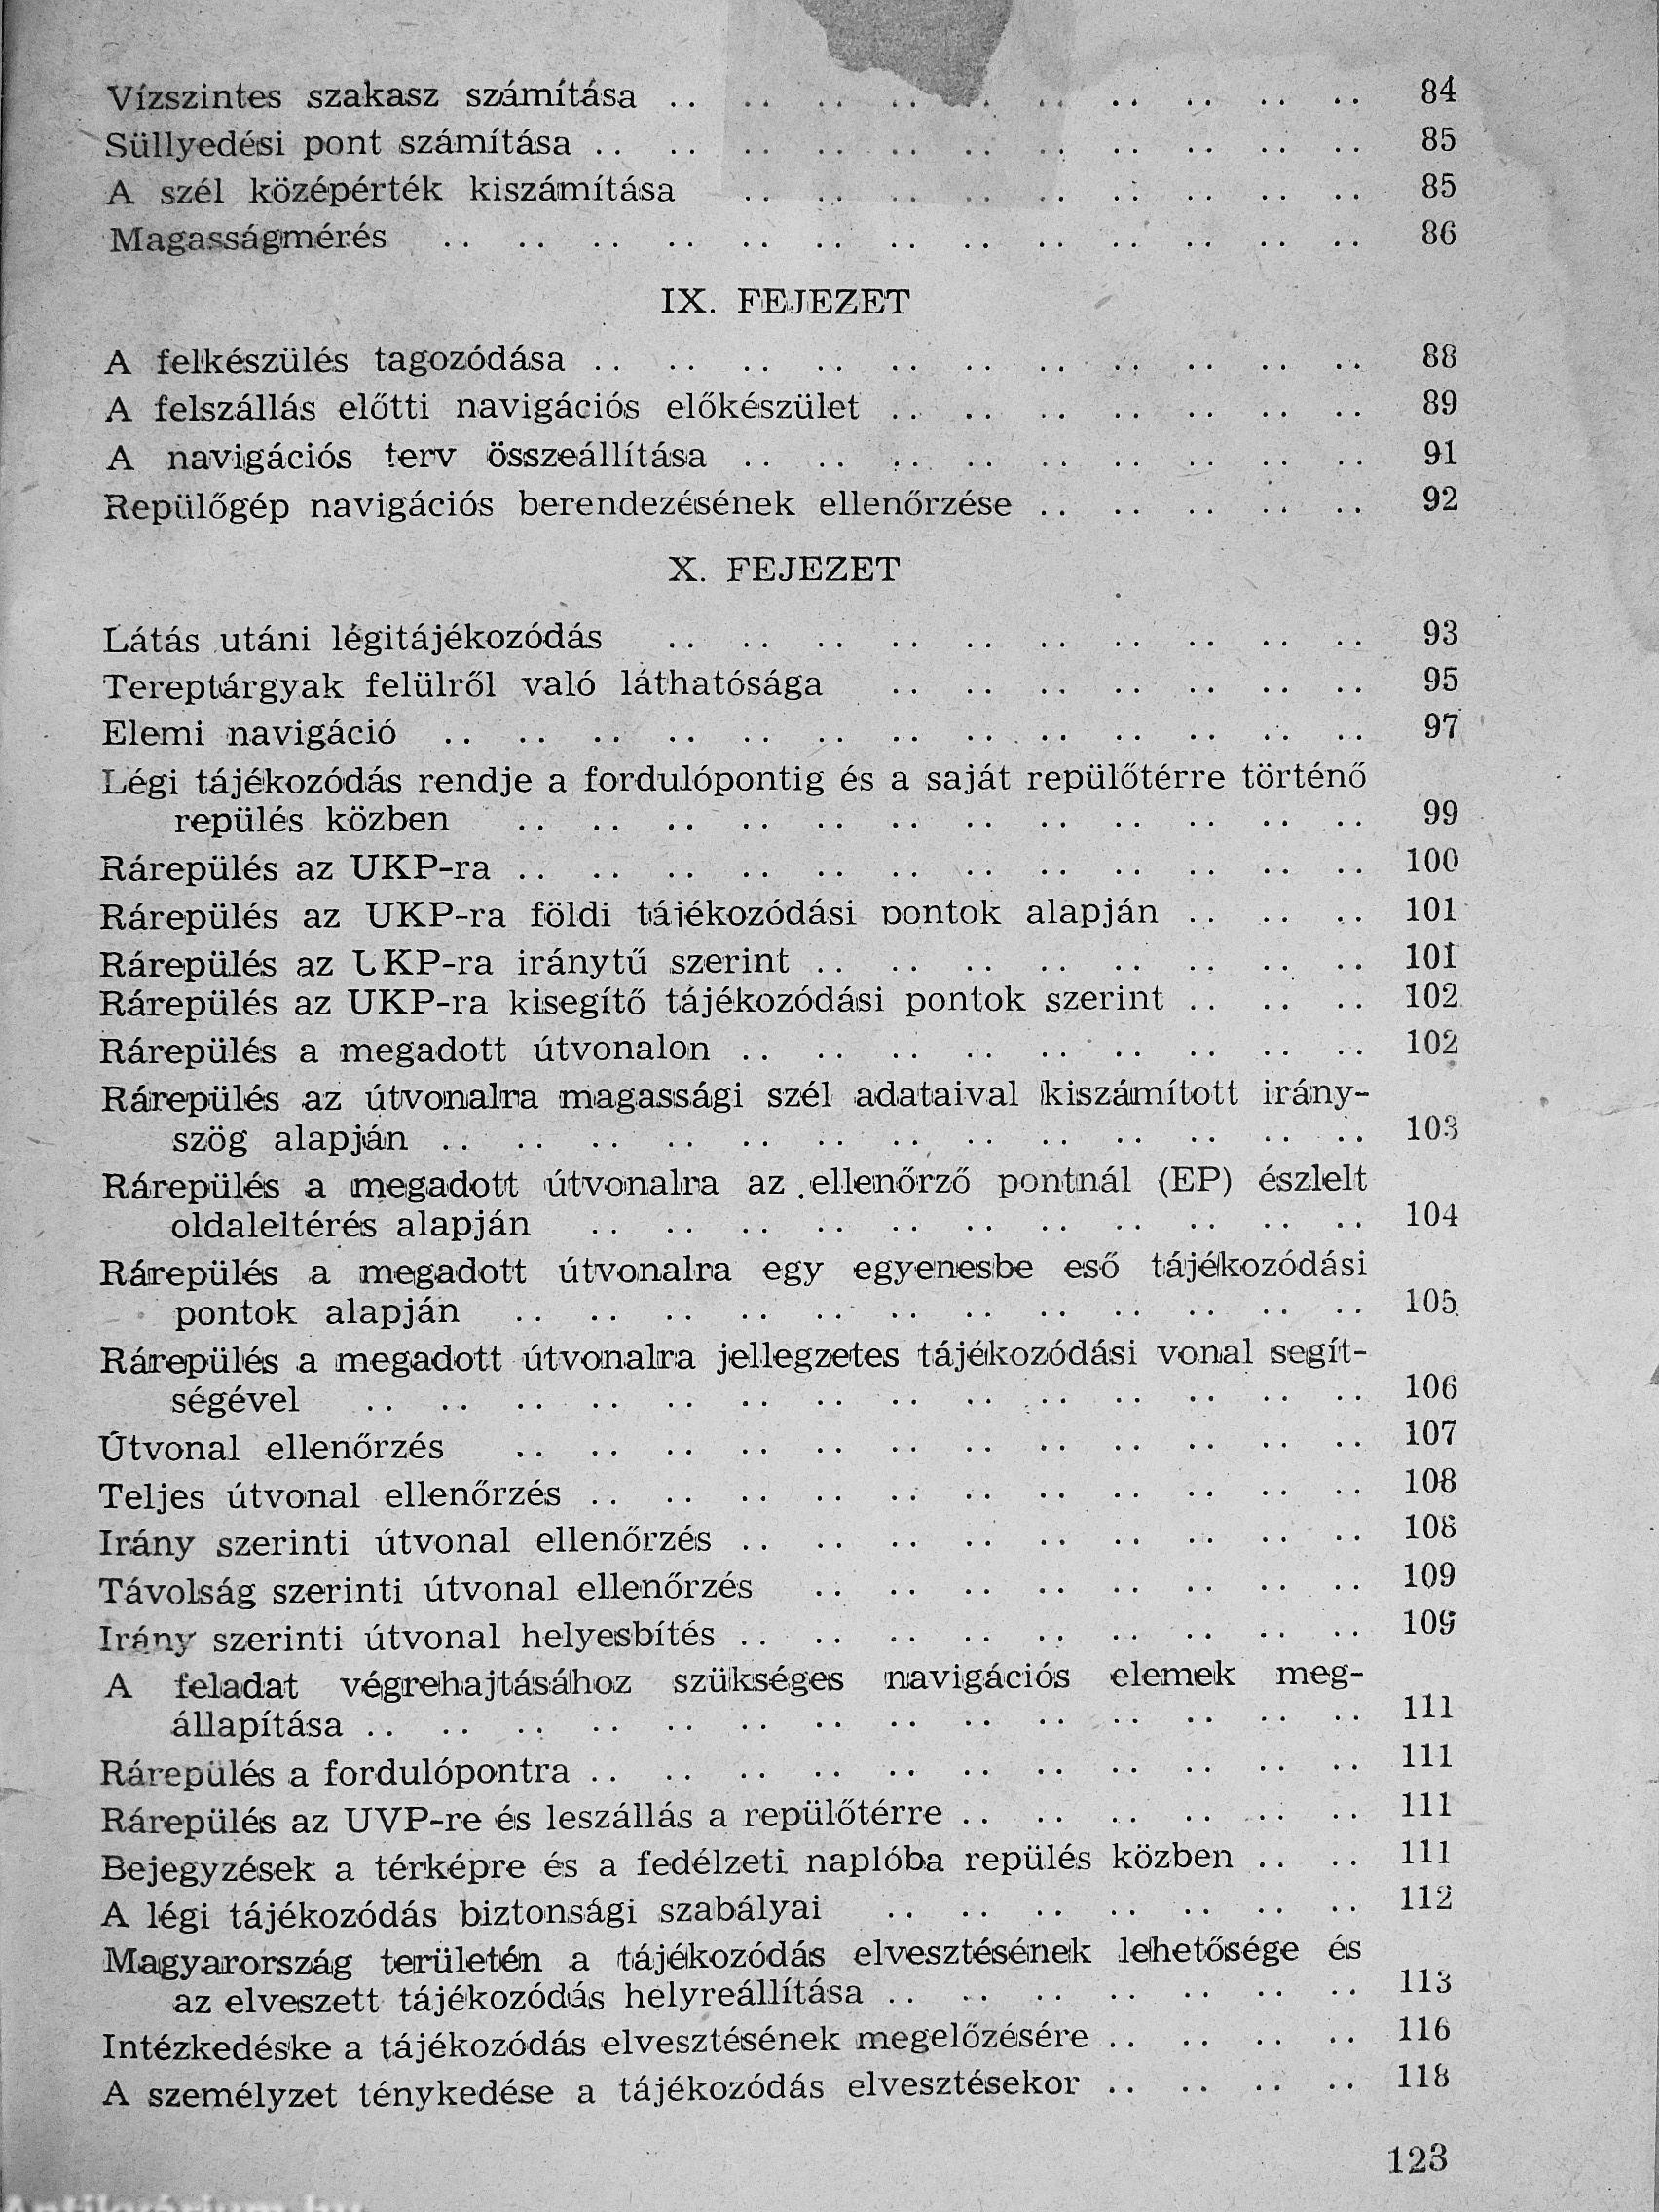 Vízszintes szakasz számítása .. .. .. .. .. .. .. .. .. .. 84
Süllyedési pont számítása .. .. .. .. .. .. .. .. .. .. .. 85
A szél középérték kiszámítása .. .. .. .. .. .. .. .. .. 85
Magasságmérés .. .. .. .. .. .. .. .. .. .. .. .. .. 86
IX. FEJEZET
A felkészülés tagozódása .. .. .. .. .. .. .. .. .. .. .. 88
A felszállás előtti navigációs előkészület .. .. .. .. .. .. .. 89
A navigációs terv összeállítása .. .. .. .. .. .. .. .. .. 91
Repülőgép navigációs berendezésének ellenőrzése .. .. .. .. .. 92
X. FEJEZET
Látás utáni légitájékozódás .. .. .. .. .. .. .. .. .. .. 93
Tereptárgyak felülről való láthatósága .. .. .. .. .. .. .. 95
Elemi navigáció .. .. .. .. .. .. .. .. .. .. .. .. .. 97
Légi tájékozódás rendje a fordulópontig és a saját repülőtérre történő
repülés közben .. .. .. .. .. .. .. .. .. .. .. .. 99
Rárepülés az UKP-ra .. .. .. .. .. .. .. .. .. .. .. .. 100
Rárepülés az UKP-ra földi tájékozódási pontok alapján .. .. .. 101
Rárepülés az UKP-ra iránytű szerint .. .. .. .. .. .. .. .. 101
Rárepülés az UKP-ra kisegítő tájékozódási pontok szerint .. .. .. 102
Rárepülés a megadott útvonalon .. .. .. .. .. .. .. .. .. 102
Rárepülés az útvonalra magassági szél adataival kiszámított irány-
szög alapján .. .. .. .. .. .. .. .. .. .. .. .. .. 103
Rárepülés a megadott útvonalra az ellenőrző pontnál (EP) észlelt
oldaleltérés alapján .. .. .. .. .. .. .. .. .. .. .. 104
Rárepülés a megadott útvonalra egy egyenesbe eső tájékozódási
pontok alapján .. .. .. .. .. .. .. .. .. .. .. .. 105
Rárepülés a megadott útvonalra jellegzetes tájékozódási vonal segít-
ségével .. .. .. .. .. .. .. .. .. .. .. .. .. .. 106
Útvonal ellenőrzés .. .. .. .. .. .. .. .. .. .. .. .. 107
Teljes útvonal ellenőrzés .. .. .. .. .. .. .. .. .. .. .. 108
Irány szerinti útvonal ellenőrzés .. .. .. .. .. .. .. .. .. 108
Távolság szerinti útvonal ellenőrzés .. .. .. .. .. .. .. .. 109
Irány szerinti útvonal helyesbítés .. .. .. .. .. .. .. .. .. 109
A feladat végrehajtásához szükséges navigációs elemek meg-
állapítása .. .. .. .. .. .. .. .. .. .. .. .. .. .. 111
Rárepülés a fordulópontra .. .. .. .. .. .. .. .. .. .. .. 111
Rárepülés az UVP-re és leszállás a repülőtérre .. .. .. .. .. .. 111
Bejegyzések a térképre és a fedélzeti naplóba repülés közben .. .. 111
A légi tájékozódás biztonsági szabályai .. .. .. .. .. .. .. 112
Magyarország területén a tájékozódás elvesztésének lehetősége és
az elveszett tájékozódás helyreállítása .. .. .. .. .. .. .. 113
Intézkedéske a tájékozódás elvesztésének megelőzésére .. .. .. .. 116
A személyzet ténykedése a tájékozódás elvesztésekor .. .. .. .. 118
123